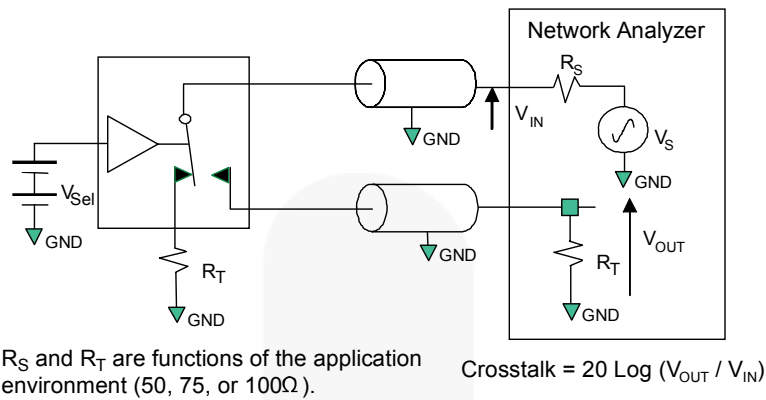 Network Analyzer
R_S
V_IN
V_S
GND
GND
V_Sel
GND
R_T
GND
GND
R_T
V_OUT
GND
R_S and R_T are functions of the application
environment (50, 75, or 100Ω ).
Crosstalk = 20 Log (V_OUT / V_IN)